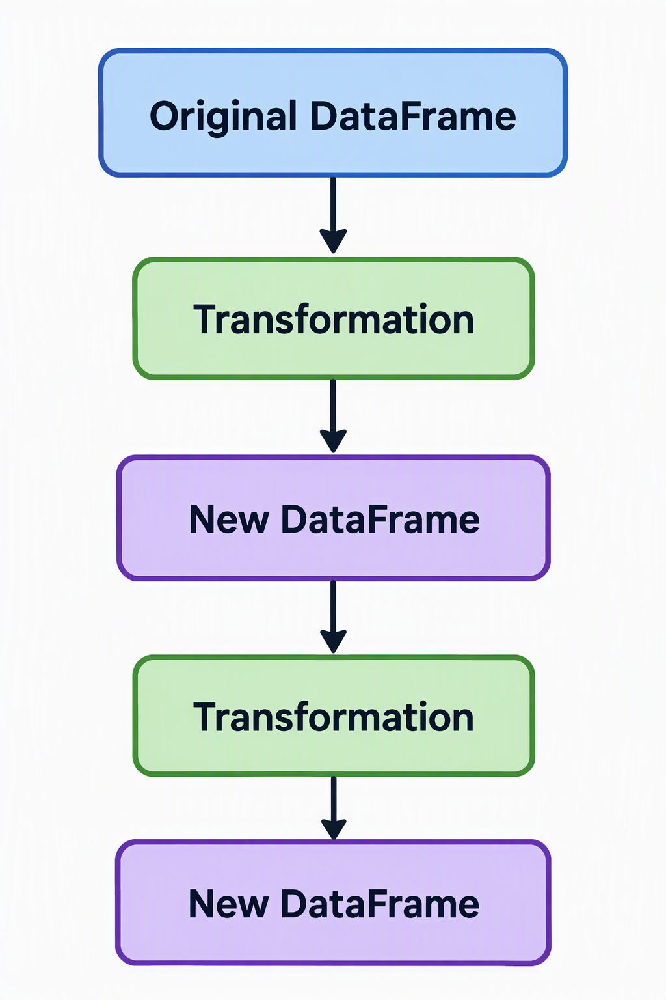 Original DataFrame
Transformation
New DataFrame
Transformation
New DataFrame